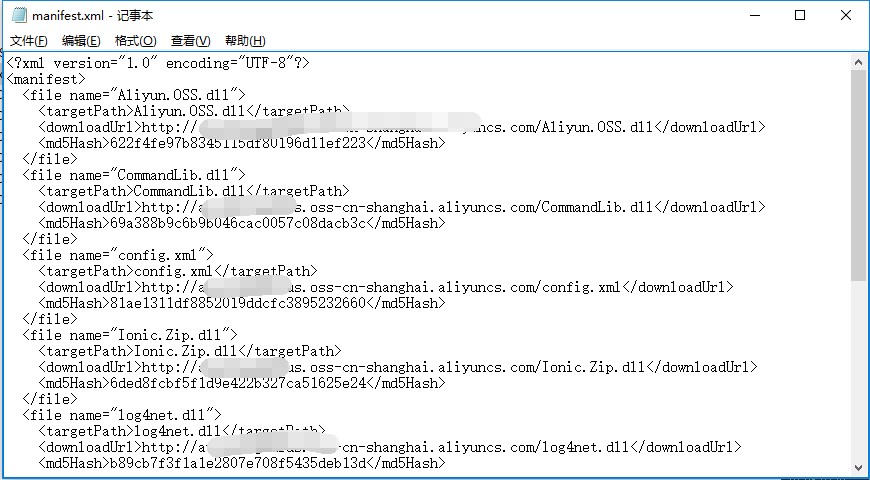 manifest.xml - 记事本
文件(F) 编辑(E) 格式(O) 查看(V) 帮助(H)
<?xml version="1.0" encoding="UTF-8"?>
<manifest>
<file name="Aliyun.OSS.dll">
<targetPath>Aliyun.OSS.dll</targetPath>
<downloadUrl>http:// -shanghai.aliyuncs.com/Aliyun.OSS.dll</downloadUrl>
<md5Hash>622f4fe97b8345115df80196d11ef223</md5Hash>
</file>
<file name="CommandLib.dll">
<targetPath>CommandLib.dll</targetPath>
<downloadUrl>http://a us.oss-cn-shanghai.aliyuncs.com/CommandLib.dll</downloadUrl>
<md5Hash>69a388b9c6b9b046cac0057c08dacb3c</md5Hash>
</file>
<file name="config.xml">
<targetPath>config.xml</targetPath>
<downloadUrl>http://a us.oss-cn-shanghai.aliyuncs.com/config.xml</downloadUrl>
<md5Hash>81ae1311df8852019ddcfc3895232660</md5Hash>
</file>
<file name="Ionic.Zip.dll">
<targetPath>Ionic.Zip.dll</targetPath>
<downloadUrl>http://a us.oss-cn-shanghai.aliyuncs.com/Ionic.Zip.dll</downloadUrl>
<md5Hash>6ded8fcbf5f1d9e422b327ca51625e24</md5Hash>
</file>
<file name="log4net.dll">
<targetPath>log4net.dll</targetPath>
<downloadUrl>http://a -cn-shanghai.aliyuncs.com/log4net.dll</downloadUrl>
<md5Hash>b89cb7f3f1a1e2807e708f5435deb13d</md5Hash>